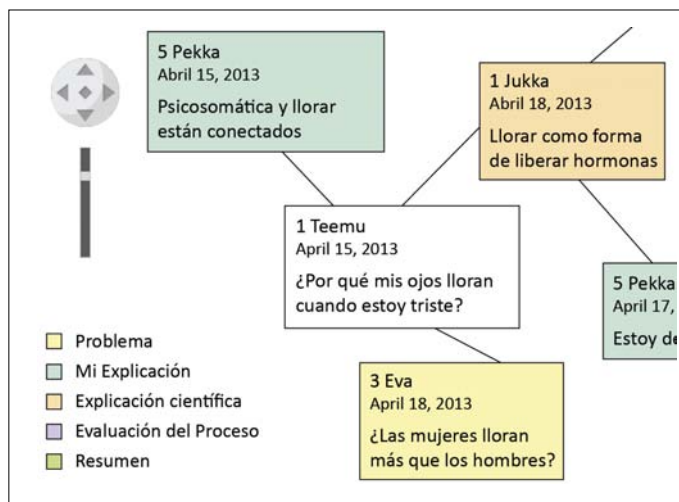 5 Pekka
Abril 15, 2013
Psicosomática y llorar
están conectados
1 Jukka
Abril 18, 2013
Llorar como forma
de liberar hormonas
1 Teemu
April 15, 2013
¿Por qué mis ojos lloran
cuando estoy triste?
5 Pekka
April 17,
Estoy de
3 Eva
April 18, 2013
¿Las mujeres lloran
más que los hombres?
Problema
Mi Explicación
Explicación científica
Evaluación del Proceso
Resumen